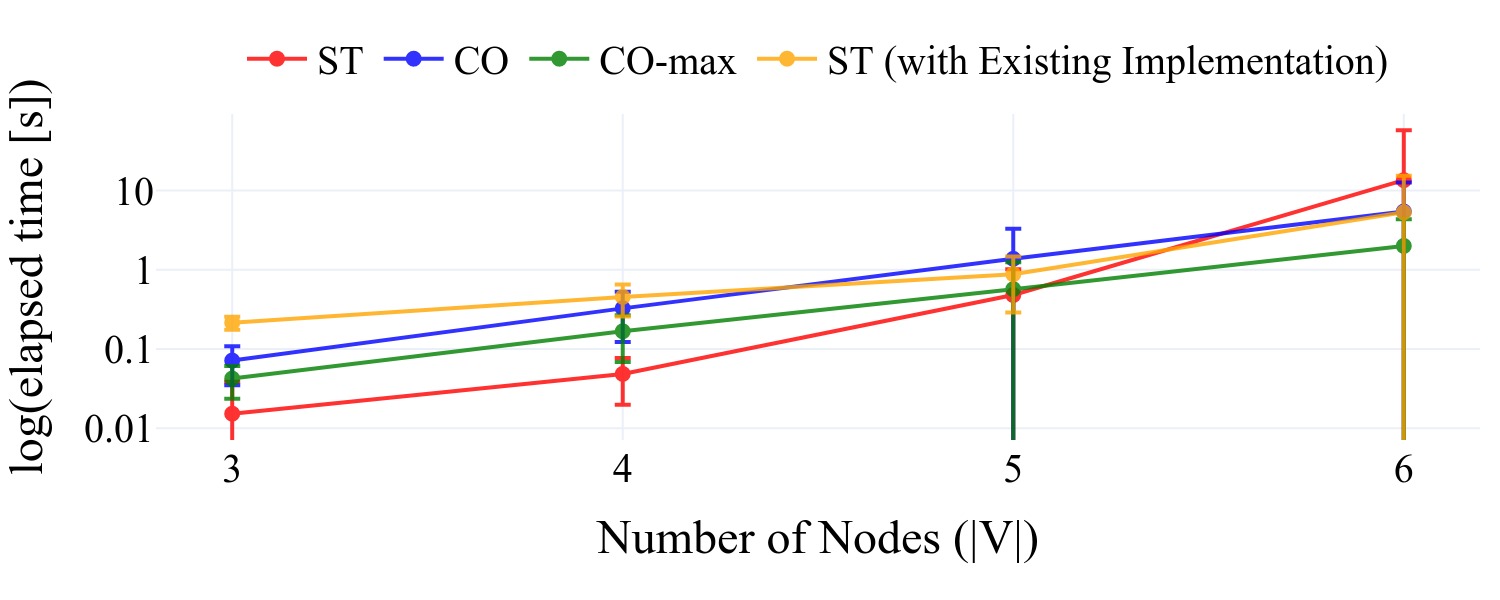 ST CO CO-max ST (with Existing Implementation)
log(elapsed time [s])
10
1
0.1
0.01
3 4 5 6
Number of Nodes (|V|)